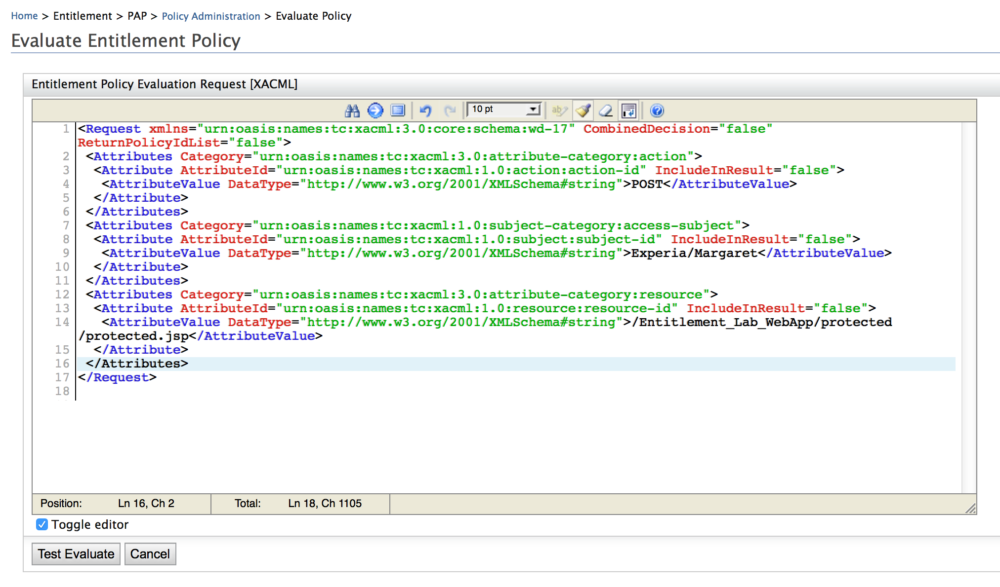 Home > Entitlement > PAP > Policy Administration > Evaluate Policy
Evaluate Entitlement Policy
Entitlement Policy Evaluation Request [XACML]
10 pt
1 <Request xmlns="urn:oasis:names:tc:xacml:3.0:core:schema:wd-17" CombinedDecision="false"
ReturnPolicyIdList="false">
2 <Attributes Category="urn:oasis:names:tc:xacml:3.0:attribute-category:action">
3 <Attribute AttributeId="urn:oasis:names:tc:xacml:1.0:action:action-id" IncludeInResult="false">
4 <AttributeValue DataType="http://www.w3.org/2001/XMLSchema#string">POST</AttributeValue>
5 </Attribute>
6 </Attributes>
7 <Attributes Category="urn:oasis:names:tc:xacml:1.0:subject-category:access-subject">
8 <Attribute AttributeId="urn:oasis:names:tc:xacml:1.0:subject:subject-id" IncludeInResult="false">
9 <AttributeValue DataType="http://www.w3.org/2001/XMLSchema#string">Experia/Margaret</AttributeValue>
10 </Attribute>
11 </Attributes>
12 <Attributes Category="urn:oasis:names:tc:xacml:3.0:attribute-category:resource">
13 <Attribute AttributeId="urn:oasis:names:tc:xacml:1.0:resource:resource-id" IncludeInResult="false">
14 <AttributeValue DataType="http://www.w3.org/2001/XMLSchema#string">/Entitlement_Lab_WebApp/protected
/protected.jsp</AttributeValue>
15 </Attribute>
16 </Attributes>
17 </Request>
18
Position: Ln 16, Ch 2 Total: Ln 18, Ch 1105
Toggle editor
Test Evaluate Cancel